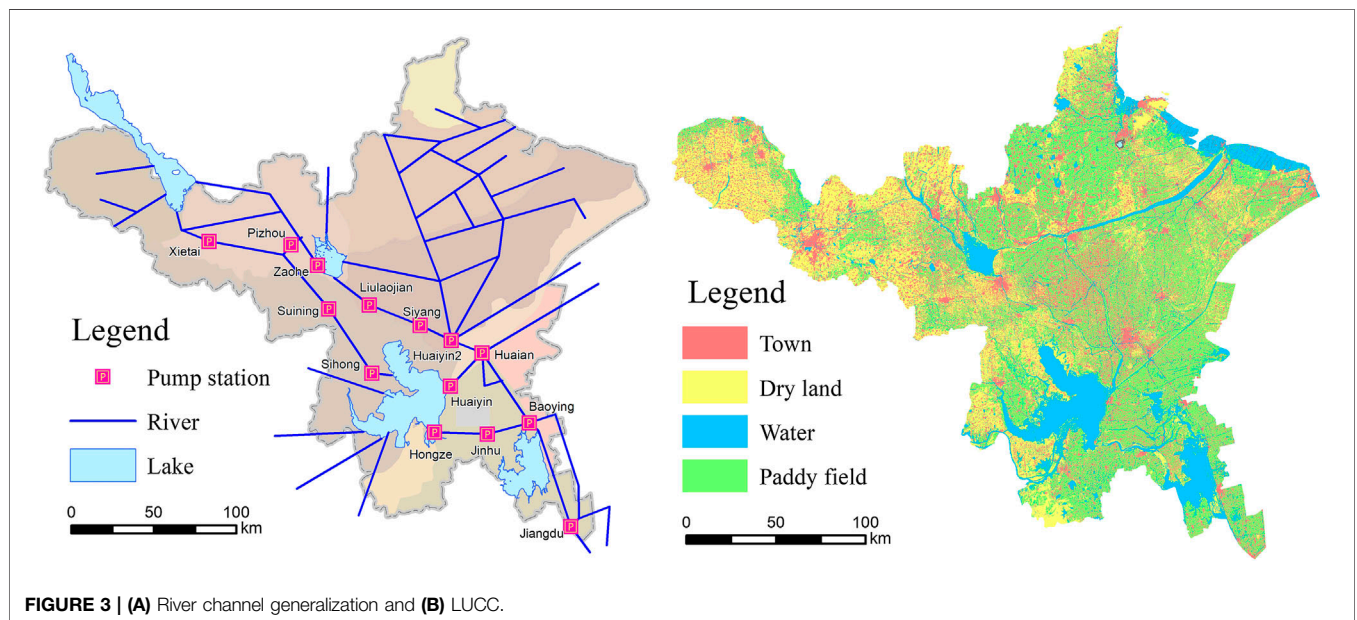 Pizhou
Xietai
Zaohe
Liulaojian
Suining
Siyang
Huaiyin2
Huaian
Sihong
Huaiyin
Baoying
Hongze
Jinhu
Jiangdu
P
P
P
P
P
P
P
P
P
P
P
P
P
P
Legend
P Pump station
River
Lake
0 50 100
km
Legend
Town
Dry land
Water
Paddy field
0 50 100
km
FIGURE 3 | (A) River channel generalization and (B) LUCC.